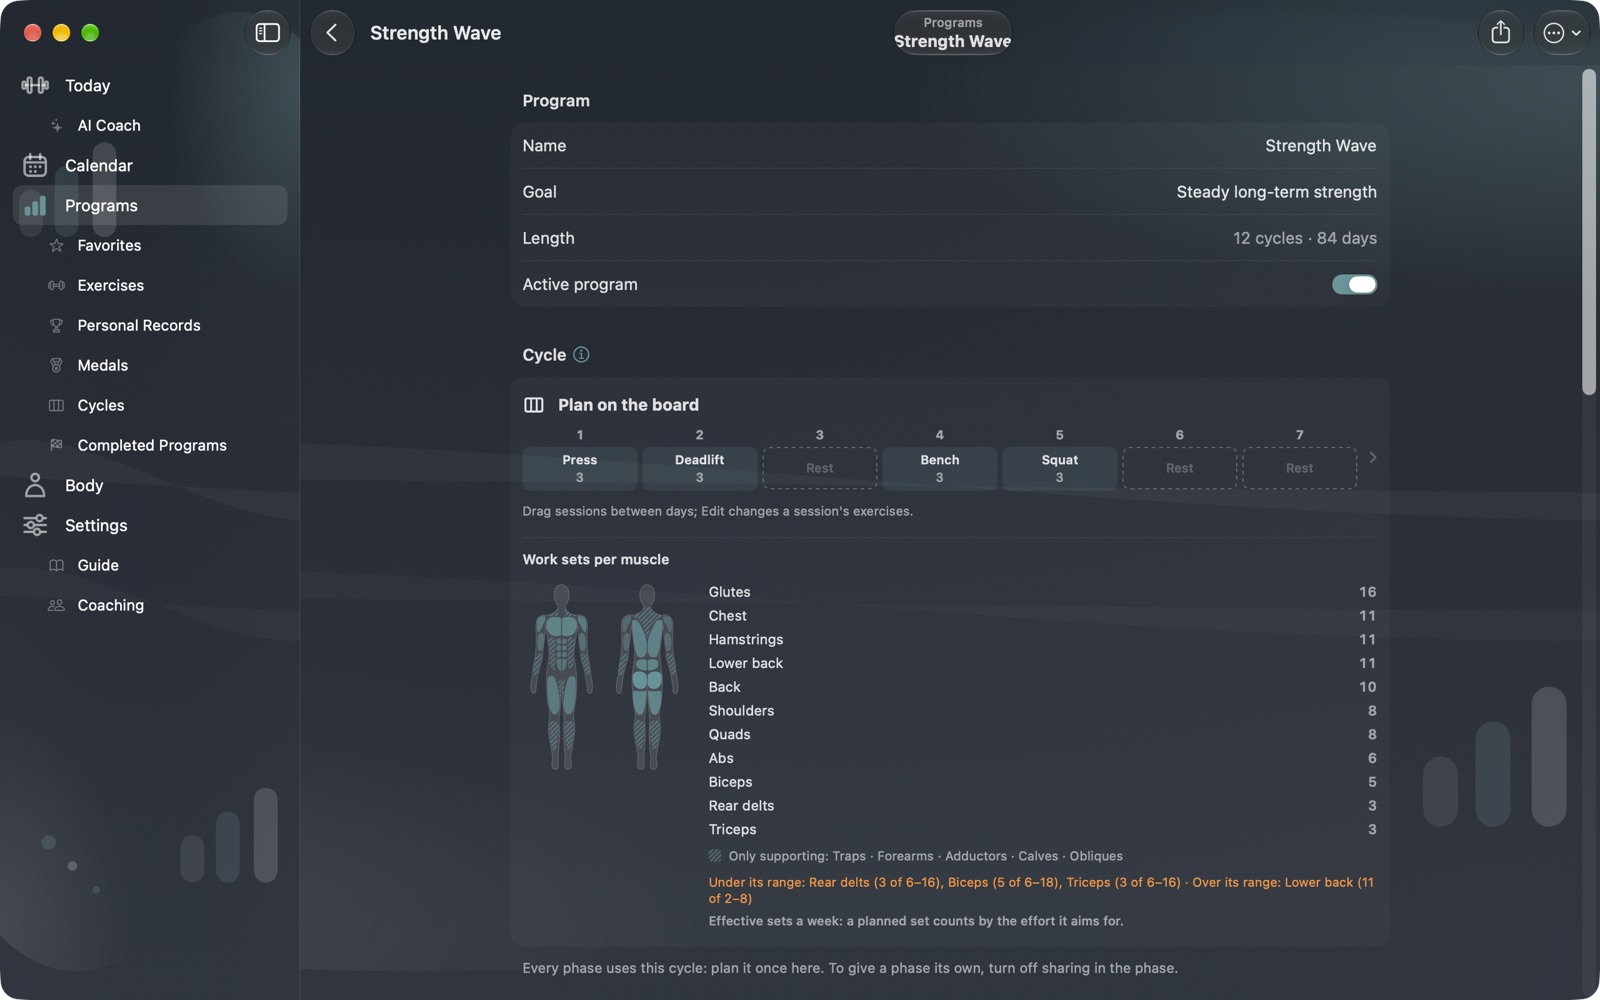 Today
AI Coach
Calendar
Programs
Favorites
Exercises
Personal Records
Medals
Cycles
Completed Programs
Body
Settings
Guide
Coaching
Strength Wave
Programs
Strength Wave
Program
Name Strength Wave
Goal Steady long-term strength
Length 12 cycles · 84 days
Active program
Cycle
Plan on the board
1 2 3 4 5 6 7
Press Deadlift Rest Bench Squat Rest Rest
3 3 3 3
Drag sessions between days; Edit changes a session's exercises.
Work sets per muscle
Glutes 16
Chest 11
Hamstrings 11
Lower back 11
Back 10
Shoulders 8
Quads 8
Abs 6
Biceps 5
Rear delts 3
Triceps 3
Only supporting: Traps · Forearms · Adductors · Calves · Obliques
Under its range: Rear delts (3 of 6–16), Biceps (5 of 6–18), Triceps (3 of 6–16) · Over its range: Lower back (11
of 2–8)
Effective sets a week: a planned set counts by the effort it aims for.
Every phase uses this cycle: plan it once here. To give a phase its own, turn off sharing in the phase.